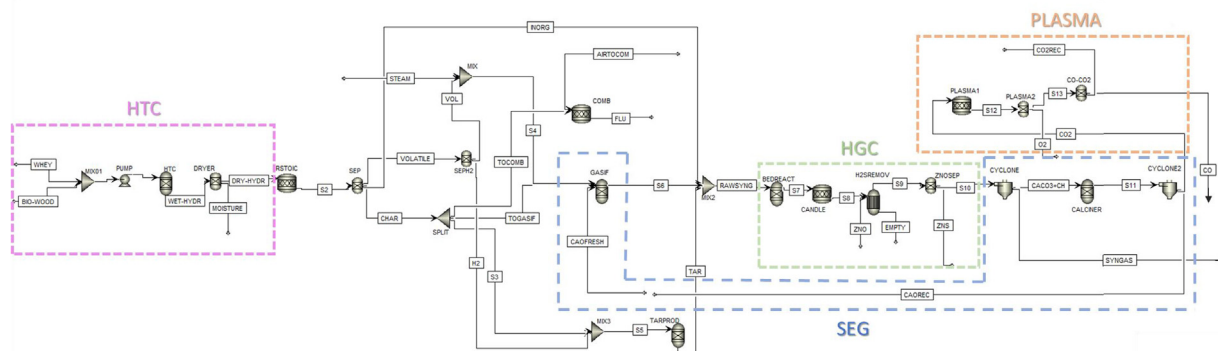 PLASMA
INORG
CO2REC
AIRTOCOM
STEAM
MIX
VOL
PLASMA1
S12
PLASMA2
S13
CO-CO2
COMB
FLU
HTC
S4
CO2
O2
HGC
WHEY
MIX01
PUMP
HTC
DRYER
DRY-HYDR
RSTOIC
S2
SEP
VOLATILE
SEPH2
TOCOMB
GASIF
S6
RAWSYNG
MIX2
BEDREACT
S7
CANDLE
S8
H2SREMOV
S9
ZNOSEP
S10
CYCLONE
CACO3+CH
CALCINER
S11
CYCLONE2
CO
BIO-WOOD
WET-HYDR
MOISTURE
CHAR
SPLIT
TOGASIF
CAOFRESH
ZNO
EMPTY
ZNS
SYNGAS
H2
S3
TAR
CAOREC
SEG
MIX3
S5
TARPROD